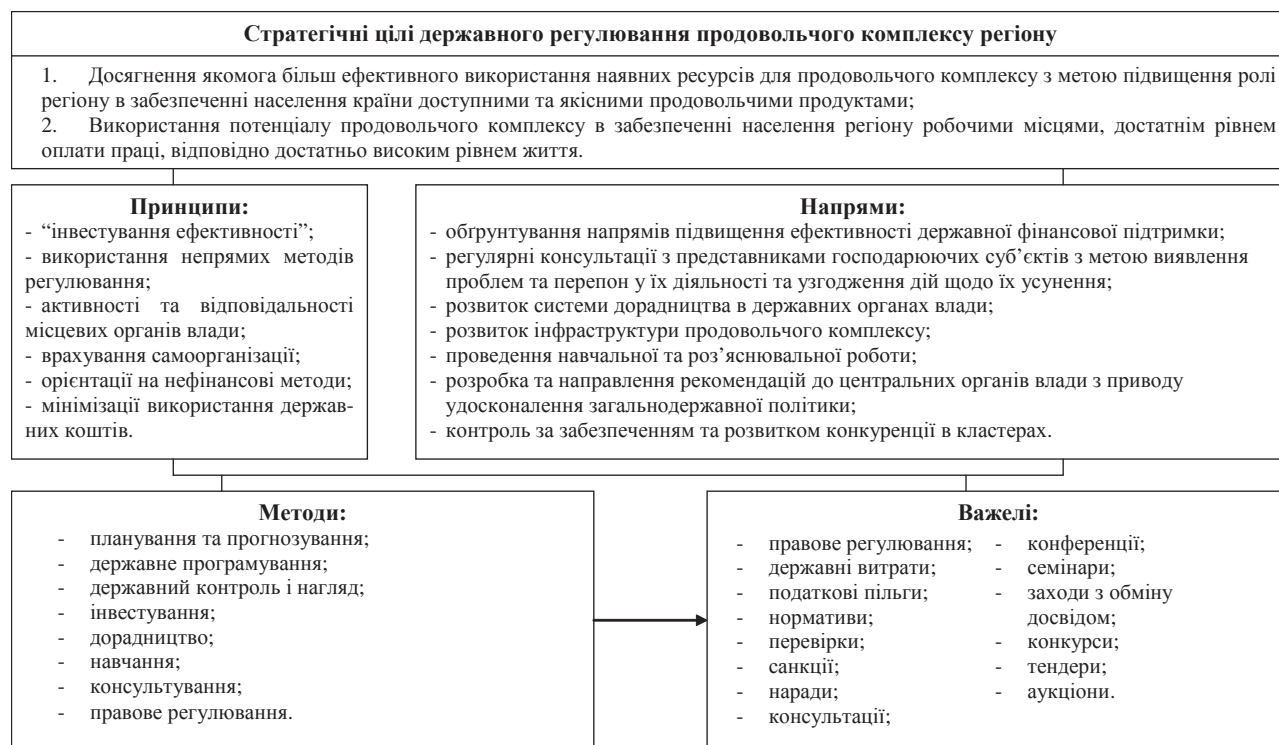 Стратегічні цілі державного регулювання продовольчого комплексу регіону
1. Досягнення якомога більш ефективного використання наявних ресурсів для продовольчого комплексу з метою підвищення ролі
регіону в забезпеченні населення країни доступними та якісними продовольчими продуктами;
2. Використання потенціалу продовольчого комплексу в забезпеченні населення регіону робочими місцями, достатнім рівнем
оплати праці, відповідно достатньо високим рівнем життя.
Принципи:
- “інвестування ефективності”;
- використання непрямих методів
регулювання;
- активності та відповідальності
місцевих органів влади;
- врахування самоорганізації;
- орієнтації на нефінансові методи;
- мінімізації використання держав-
них коштів.
Напрями:
- обґрунтування напрямів підвищення ефективності державної фінансової підтримки;
- регулярні консультації з представниками господарюючих суб’єктів з метою виявлення
проблем та перепон у їх діяльності та узгодження дій щодо їх усунення;
- розвиток системи дорадництва в державних органах влади;
- розвиток інфраструктури продовольчого комплексу;
- проведення навчальної та роз’яснювальної роботи;
- розробка та направлення рекомендацій до центральних органів влади з приводу
удосконалення загальнодержавної політики;
- контроль за забезпеченням та розвитком конкуренції в кластерах.
Методи:
- планування та прогнозування;
- державне програмування;
- державний контроль і нагляд;
- інвестування;
- дорадництво;
- навчання;
- консультування;
- правове регулювання.
Важелі:
- правове регулювання;
- державні витрати;
- податкові пільги;
- нормативи;
- перевірки;
- санкції;
- наради;
- консультації;
- конференції;
- семінари;
- заходи з обміну
досвідом;
- конкурси;
- тендери;
- аукціони.